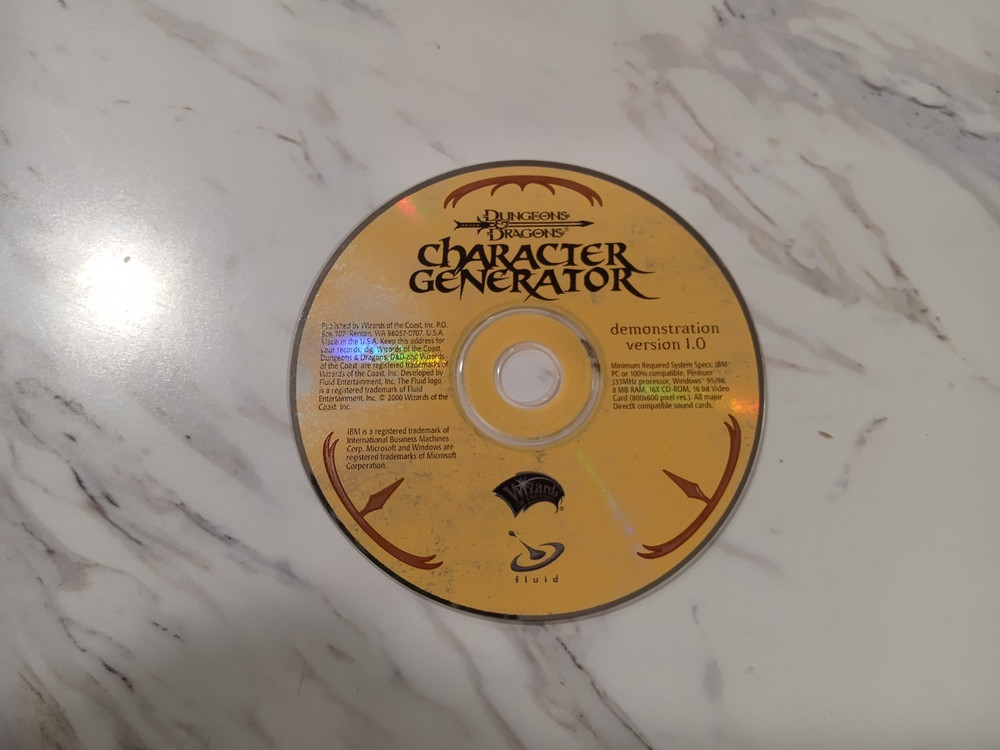 DUNGEONS
&
DRAGONS®
CHARACTER
GENERATOR
demonstration
version 1.0
Published by Wizards of the Coast, Inc. P.O.
Box 707, Renton, WA 98057-0707, U.S.A.
Made in the U.S.A. Keep this address for
your records. dig, Wizards of the Coast,
Dungeons & Dragons, D&D and Wizards
of the Coast are registered trademarks of
Wizards of the Coast, Inc. Developed by
Fluid Entertainment, Inc. The Fluid logo
is a registered trademark of Fluid
Entertainment, Inc. © 2000 Wizards of the
Coast, Inc.
IBM is a registered trademark of
International Business Machines
Corp. Microsoft and Windows are
registered trademarks of Microsoft
Corporation.
Minimum Required System Specs: IBM
PC or 100% compatible, Pentium®
133MHz processor, Windows® 95/98,
8 MB RAM, 16X CD-ROM, 16 bit Video
Card (800x600 pixel res.). All major
DirectX compatible sound cards.
Wizards
®
fluid